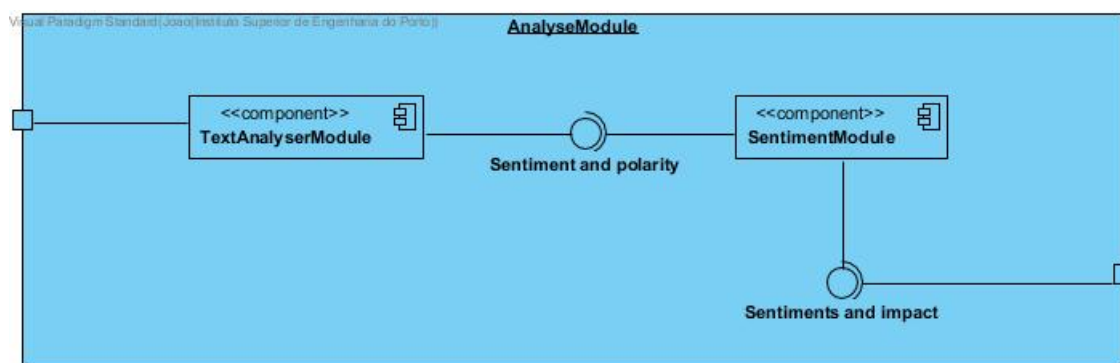 Visual Paradigm Standard(Joao(Instituto Superior de Engenharia do Porto))
AnalyseModule
<<component>>
TextAnalyserModule
<<component>>
SentimentModule
Sentiment and polarity
Sentiments and impact